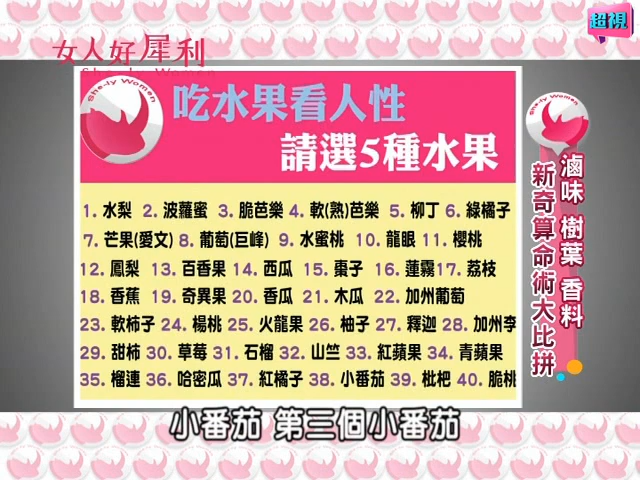 超視
女人好犀利
She-ly Women
She-ly Women
吃水果看人性
請選5種水果
She-ly Women
滷味 樹葉 香料
新奇算命術大比拼
1. 水梨 2. 波蘿蜜 3. 脆芭樂 4. 軟(熟)芭樂 5. 柳丁 6. 綠橘子
7. 芒果(愛文) 8. 葡萄(巨峰) 9. 水蜜桃 10. 龍眼 11. 櫻桃
12. 鳳梨 13. 百香果 14. 西瓜 15. 棗子 16. 蓮霧 17. 荔枝
18. 香蕉 19. 奇異果 20. 香瓜 21. 木瓜 22. 加州葡萄
23. 軟柿子 24. 楊桃 25. 火龍果 26. 柚子 27. 釋迦 28. 加州李
29. 甜柿 30. 草莓 31. 石榴 32. 山竺 33. 紅蘋果 34. 青蘋果
35. 榴連 36. 哈密瓜 37. 紅橘子 38. 小番茄 39. 枇杷 40. 脆桃
小番茄 第三個小番茄